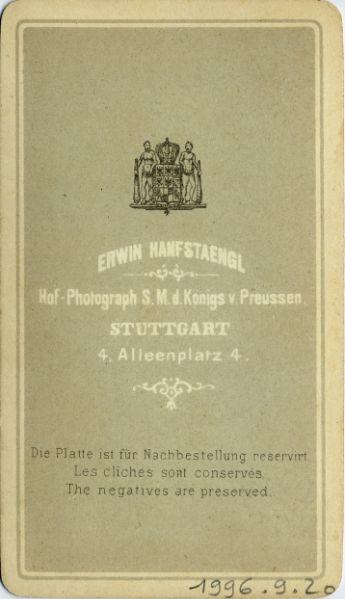 ERWIN HANFSTAENGL
Hof-Photograph S. M. d. Königs v. Preussen.
STUTTGART
4, Alleenplatz 4.
Die Platte ist für Nachbestellung reservirt.
Les cliches sont conserves.
The negatives are preserved.
1996.9.20